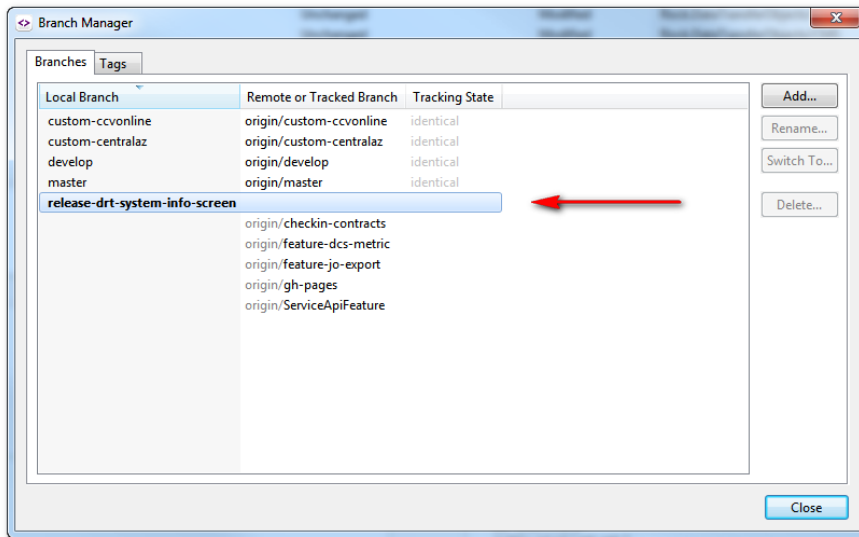 Branch Manager
Branches Tags
Local Branch Remote or Tracked Branch Tracking State
custom-ccvonline origin/custom-ccvonline identical
custom-centralaz origin/custom-centralaz identical
develop origin/develop identical
master origin/master identical
release-drt-system-info-screen
origin/checkin-contracts
origin/feature-dcs-metric
origin/feature-jo-export
origin/gh-pages
origin/ServiceApiFeature
Add...
Rename...
Switch To...
Delete...
Close